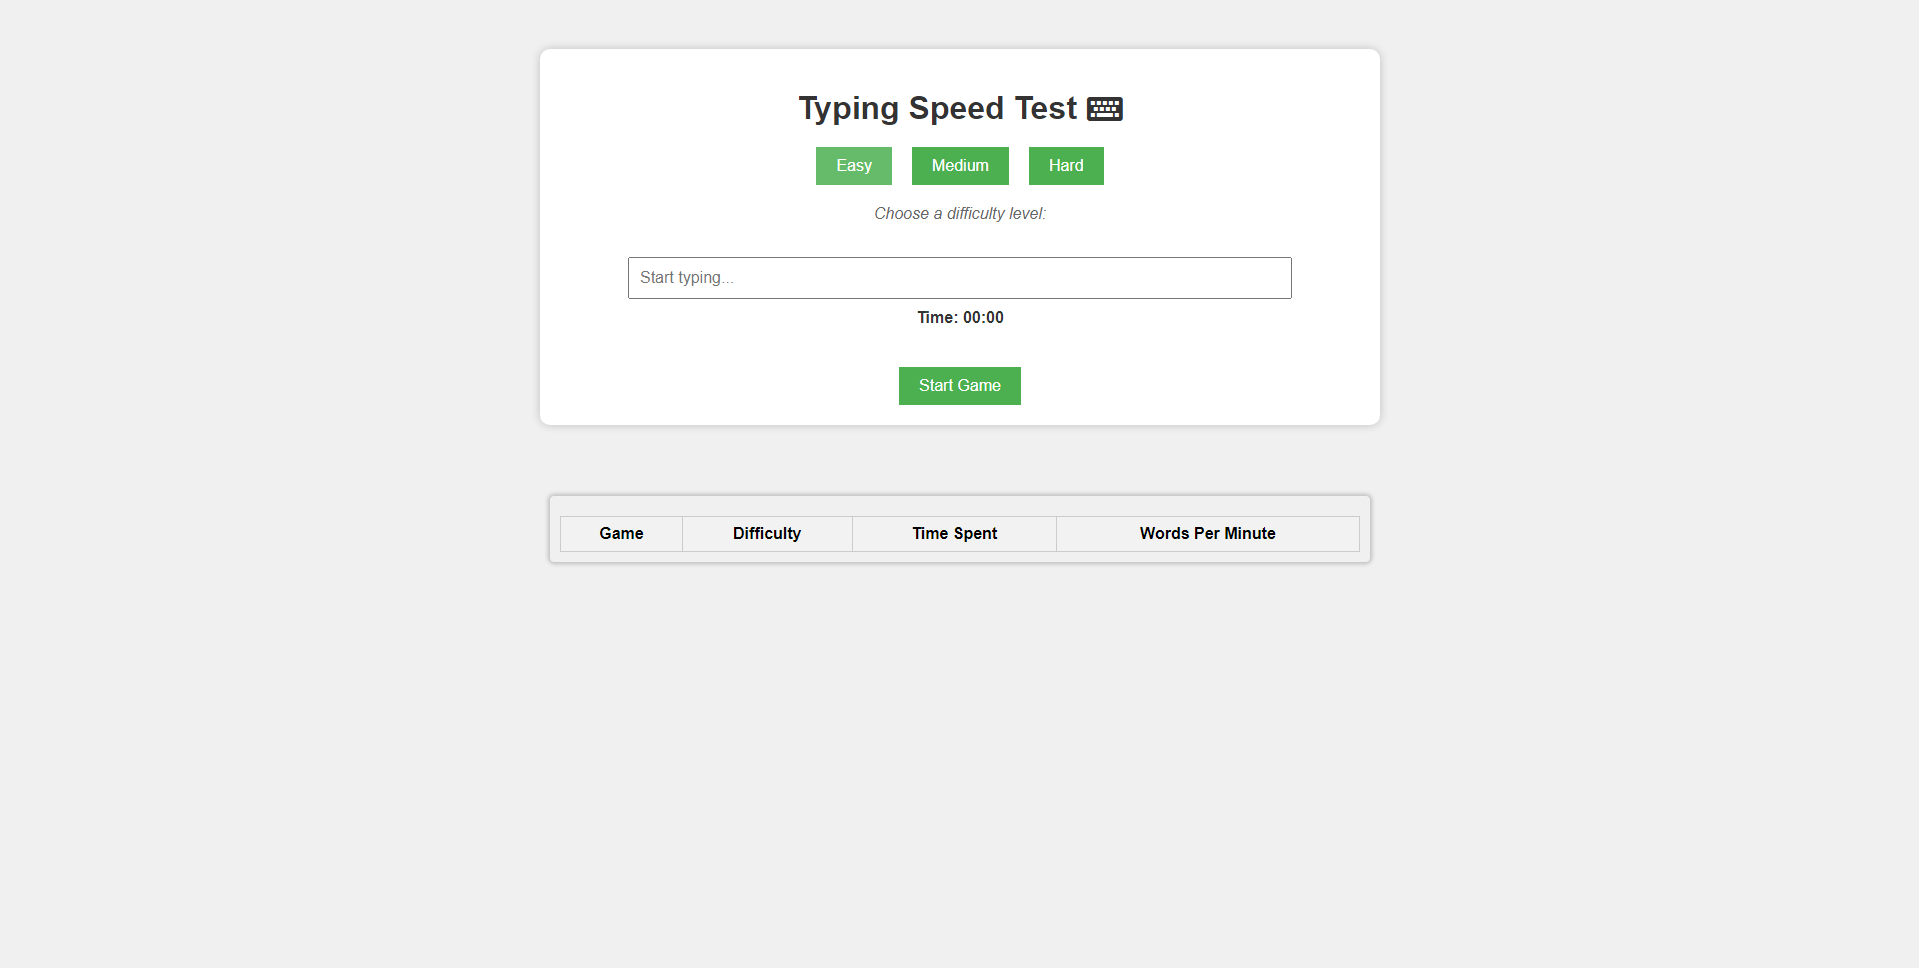 Typing Speed Test
Easy Medium Hard
Choose a difficulty level:
Start typing...
Time: 00:00
Start Game
Game Difficulty Time Spent Words Per Minute